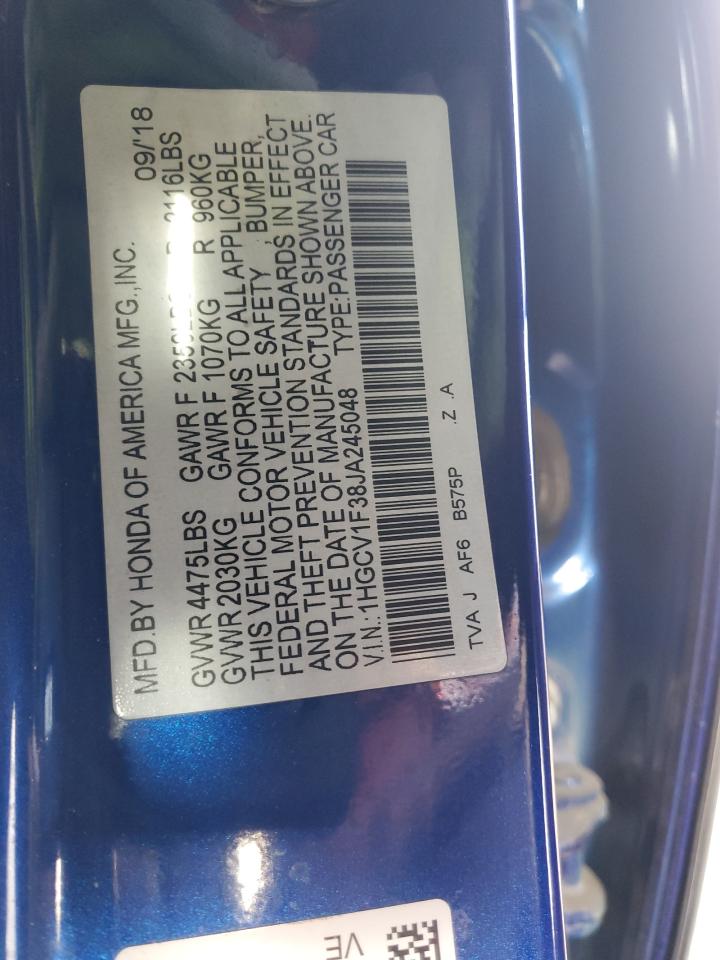 MFD.BY HONDA OF AMERICA MFG.,INC. 09/'18
GVWR 4475LBS GAWR F 2116LBS
GVWR 2030KG GAWR F 1070KG R 960KG
THIS VEHICLE CONFORMS TO ALL APPLICABLE
FEDERAL MOTOR VEHICLE SAFETY , BUMPER,
AND THEFT PREVENTION STANDARDS IN EFFECT
ON THE DATE OF MANUFACTURE SHOWN ABOVE.
V.I.N.:1HGCV1F38JA245048 TYPE:PASSENGER CAR
TVA J AF6 B575P .Z .A
VE